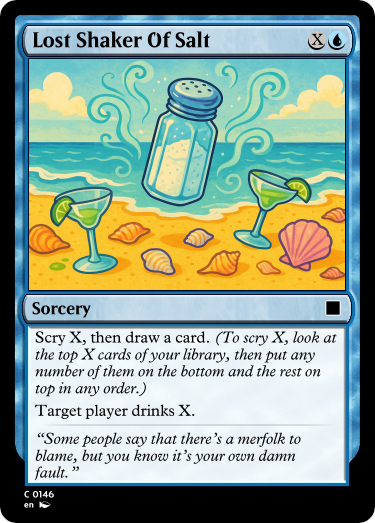 Lost Shaker Of Salt X
Sorcery
Scry X, then draw a card. (To scry X, look at
the top X cards of your library, then put any
number of them on the bottom and the rest on
top in any order.)
Target player drinks X.
“Some people say that there’s a merfolk to
blame, but you know it’s your own damn
fault.”
C 0146
en